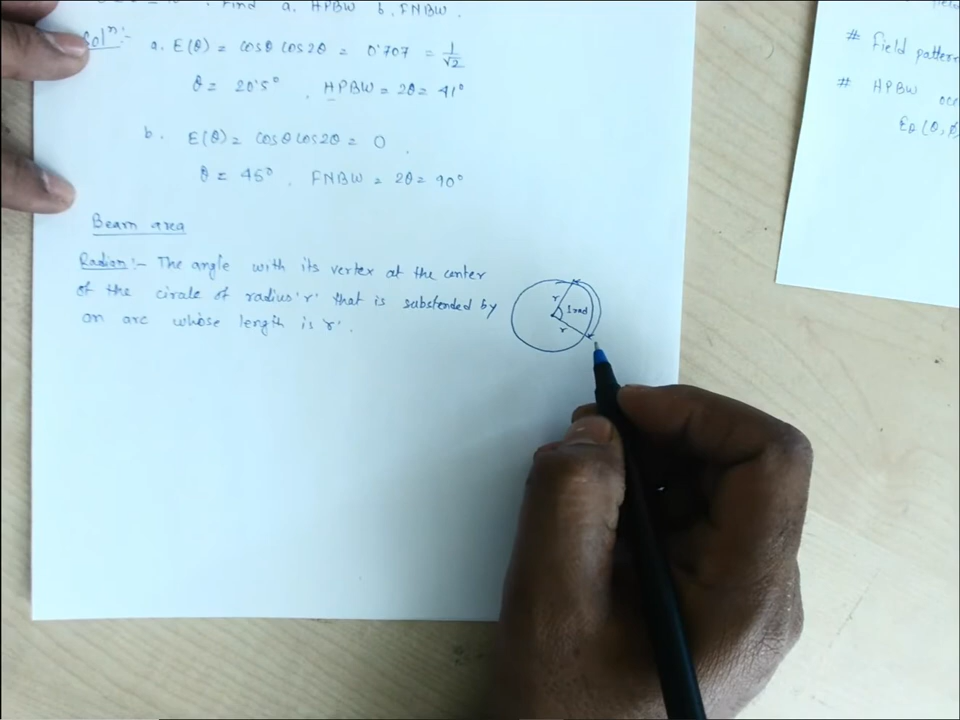 Find a. HPBW b. FNBW.
Solⁿ:-
a. E(θ) = cosθ cos2θ = 0.707 = 1/√2
θ = 20.5° , HPBW = 2θ = 41°
b. E(θ) = cosθ cos2θ = 0 .
θ = 45° , FNBW = 2θ = 90°
Beam area
Radian:- The angle with its vertex at the center
of the cirale of radius 'r' that is substended by
an arc whose length is r'.
r
1 rad
r
# Field pattern
# HPBW